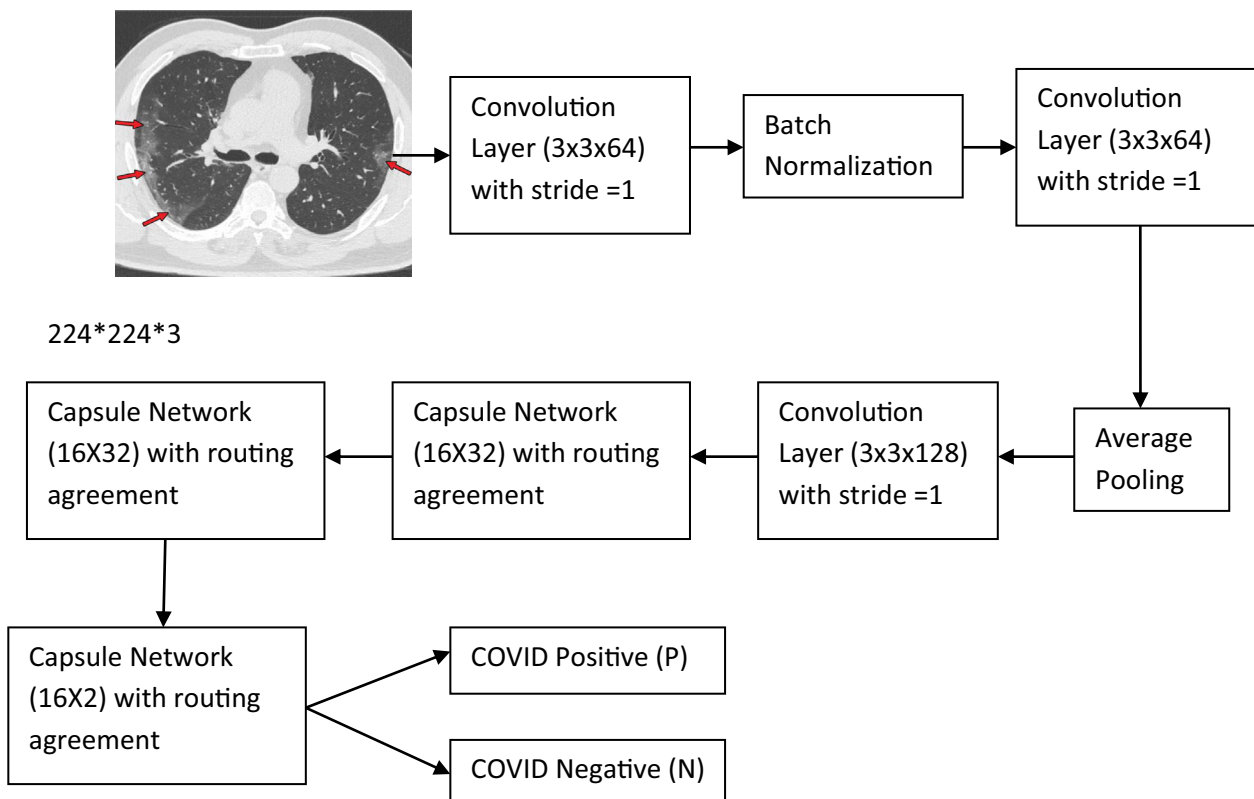 Convolution
Layer (3x3x64)
with stride =1
Batch
Normalization
Convolution
Layer (3x3x64)
with stride =1
224*224*3
Average
Pooling
Convolution
Layer (3x3x128)
with stride =1
Capsule Network
(16X32) with routing
agreement
Capsule Network
(16X32) with routing
agreement
Capsule Network
(16X2) with routing
agreement
COVID Positive (P)
COVID Negative (N)